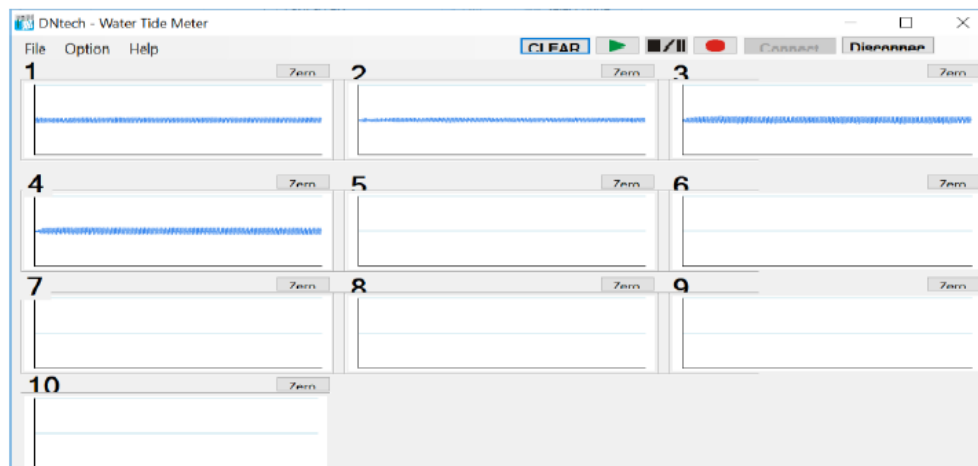 DNtech - Water Tide Meter
File Option Help CLEAR Connect Disconnec
1 Zero 2 Zero 3 Zero
4 Zero 5 Zero 6 Zero
7 Zero 8 Zero 9 Zero
10 Zero